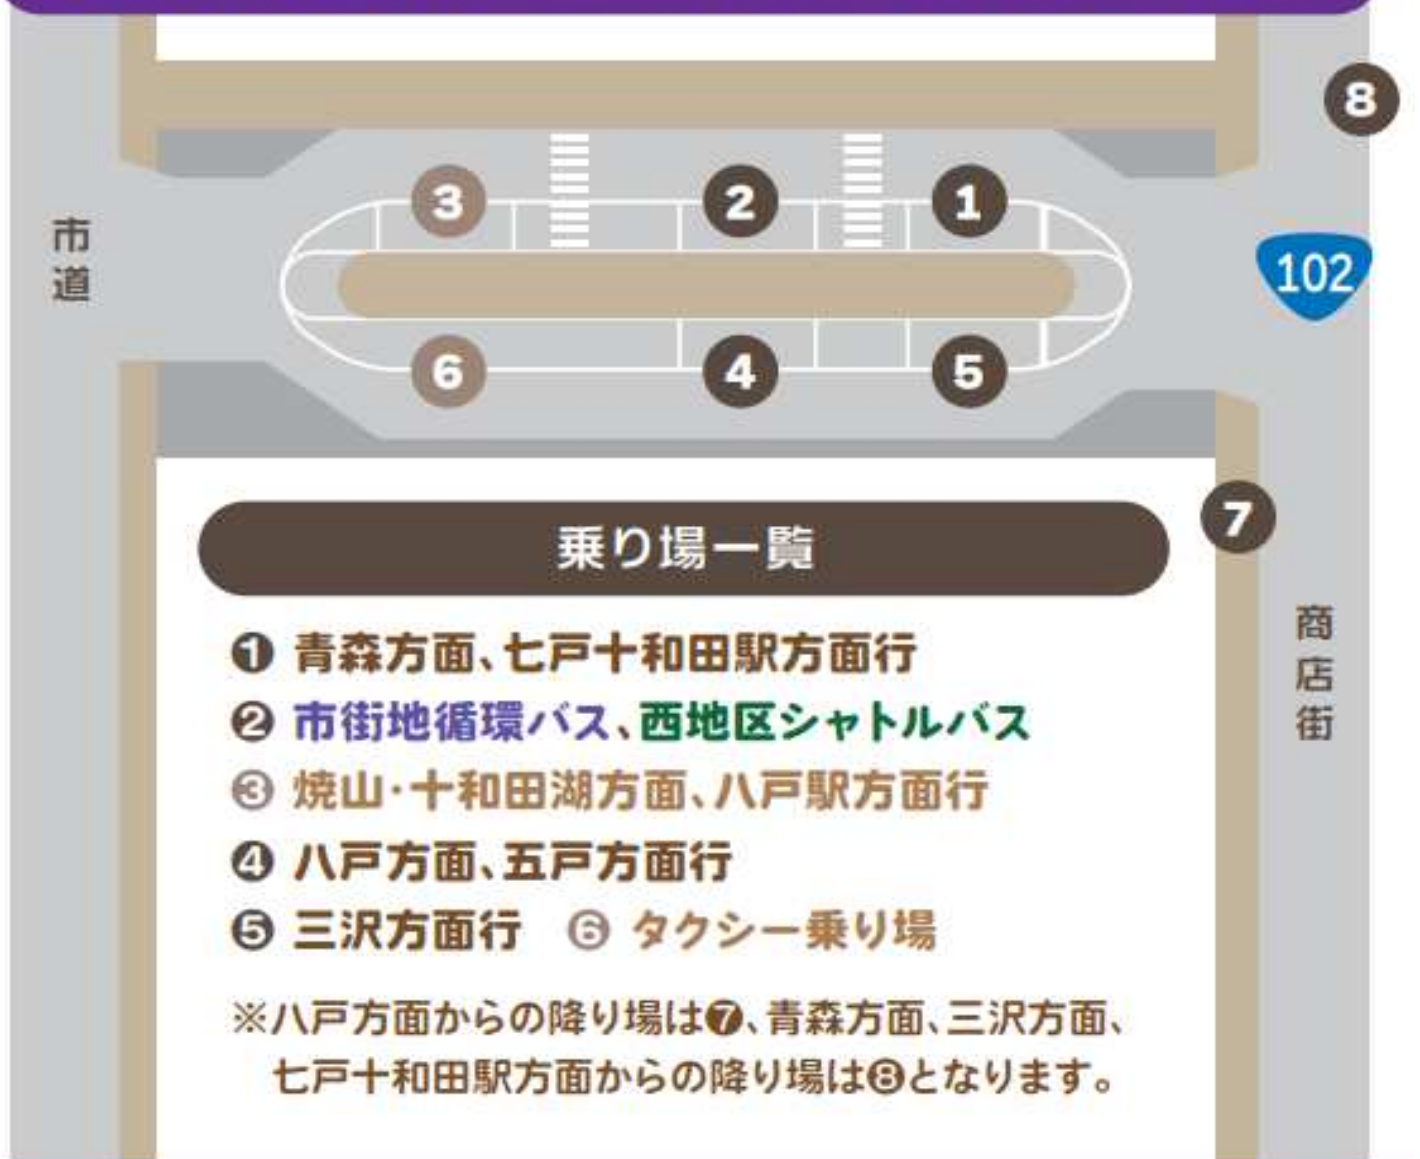 8
3
2
1
市道
102
6
4
5
7
商店街
乗り場一覧
❶ 青森方面、七戸十和田駅方面行
❷ 市街地循環バス、西地区シャトルバス
❸ 焼山・十和田湖方面、八戸駅方面行
❹ 八戸方面、五戸方面行
❺ 三沢方面行 ❻ タクシー乗り場
※八戸方面からの降り場は❼、青森方面、三沢方面、
七戸十和田駅方面からの降り場は❽となります。